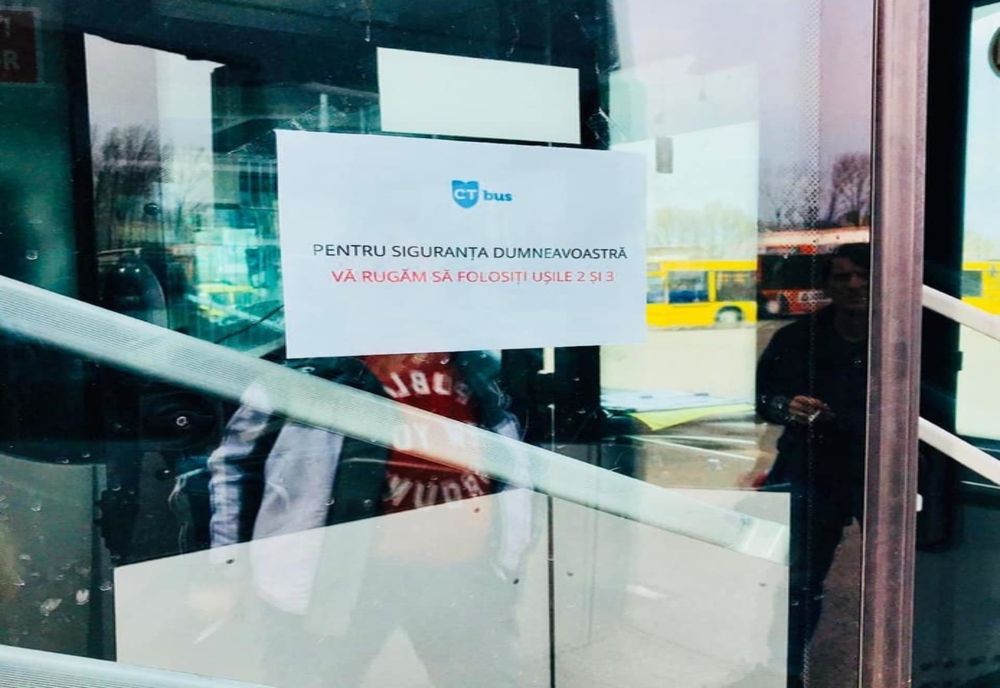 CT bus
PENTRU SIGURANȚA DUMNEAVOASTRĂ
VĂ RUGĂM SĂ FOLOSIȚI UȘILE 2 ȘI 3